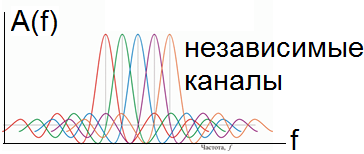 A(f)
независимые
каналы
Частота, f
f